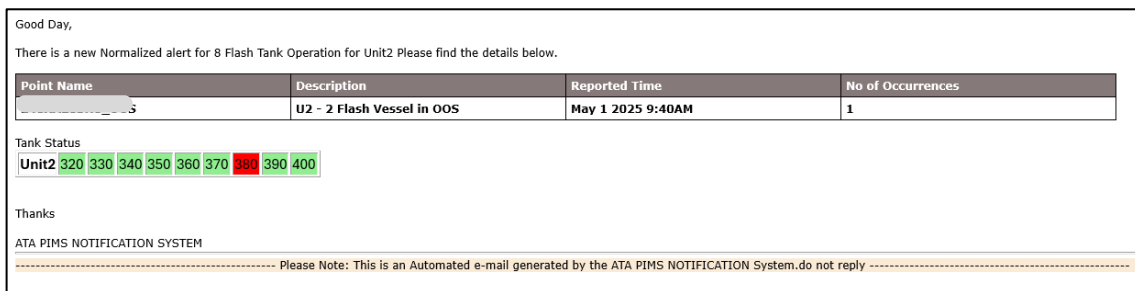 Good Day,
There is a new Normalized alert for 8 Flash Tank Operation for Unit2 Please find the details below.
Point Name Description Reported Time No of Occurrences
U2 - 2 Flash Vessel in OOS May 1 2025 9:40AM 1
Tank Status
Unit2 320 330 340 350 360 370 380 390 400
Thanks
ATA PIMS NOTIFICATION SYSTEM
---------------------------------------------------- Please Note: This is an Automated e-mail generated by the ATA PIMS NOTIFICATION System.do not reply ----------------------------------------------------